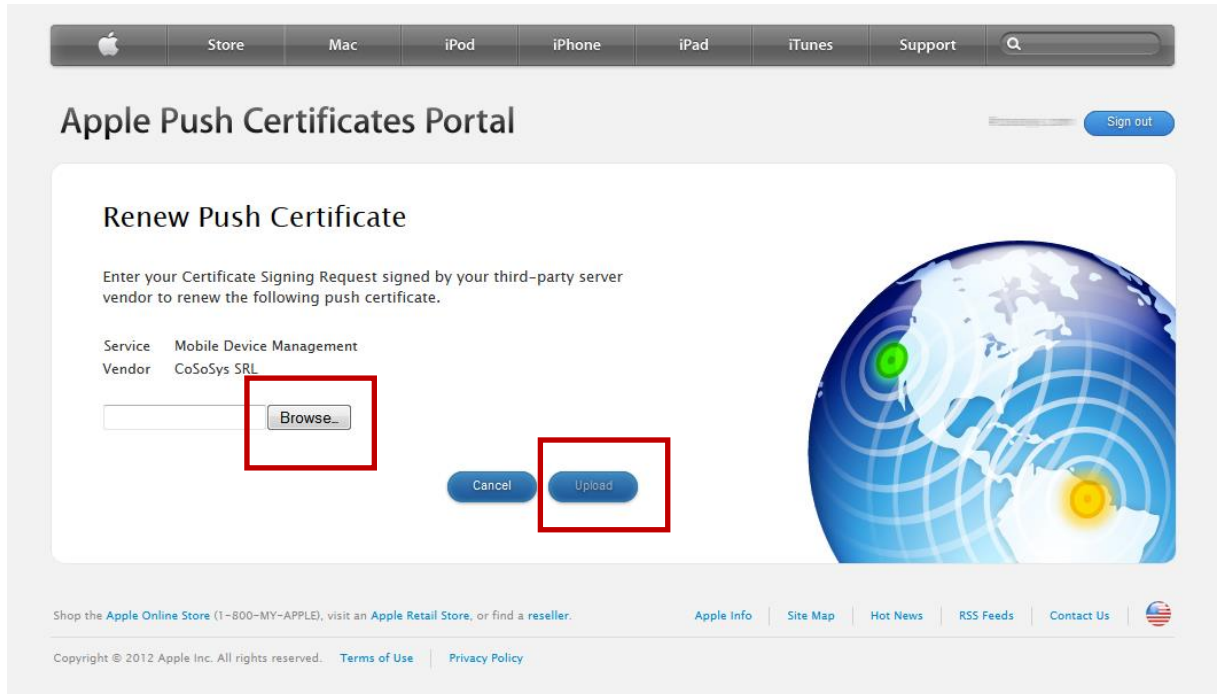 Store Mac iPod iPhone iPad iTunes Support
Apple Push Certificates Portal
Sign out
Renew Push Certificate
Enter your Certificate Signing Request signed by your third-party server
vendor to renew the following push certificate.
Service Mobile Device Management
Vendor CoSoSys SRL
Browse...
Cancel Upload
Shop the Apple Online Store (1-800-MY-APPLE), visit an Apple Retail Store, or find a reseller. Apple Info Site Map Hot News RSS Feeds Contact Us
Copyright © 2012 Apple Inc. All rights reserved. Terms of Use Privacy Policy